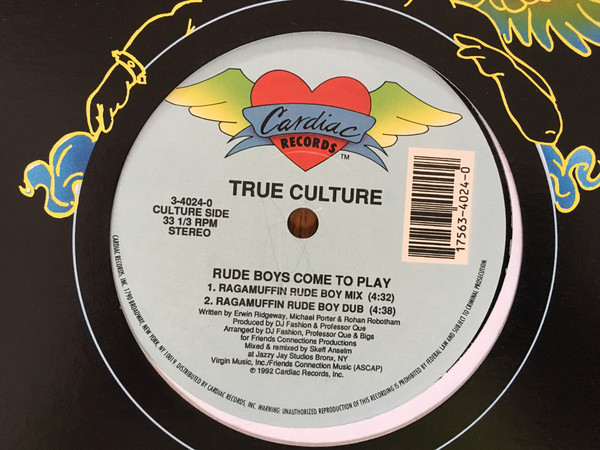 Cardiac
RECORDS
TM
TRUE CULTURE
3-4024-0
CULTURE SIDE
33 1/3 RPM
STEREO
17563-4024-0
RUDE BOYS COME TO PLAY
1. RAGAMUFFIN RUDE BOY MIX (4:32)
2. RAGAMUFFIN RUDE BOY DUB (4:38)
Written by Erwin Ridgeway, Michael Porter & Rohan Robotham
Produced by DJ Fashion & Professor Que
Arranged by DJ Fashion, Professor Que & Bigs
for Friends Connections Productions
Mixed & remixed by Skeff Anselm
at Jazzy Jay Studios Bronx, NY
Virgin Music, Inc./Friends Connection Music (ASCAP)
© 1992 Cardiac Records, Inc.
CARDIAC RECORDS, INC. 1790 BROADWAY, NEW YORK, NY 10019. DISTRIBUTED BY CARDIAC RECORDS, INC. WARNING: UNAUTHORIZED REPRODUCTION OF THIS RECORDING IS PROHIBITED BY FEDERAL LAW AND SUBJECT TO CRIMINAL PROSECUTION.